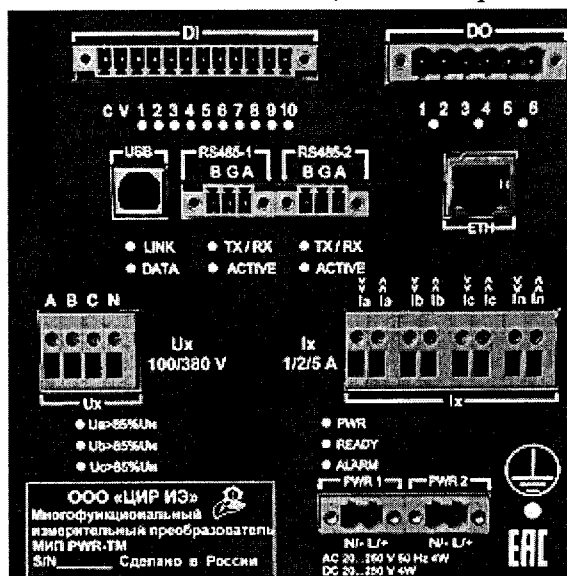 DI DO
C V 1 2 3 4 5 6 7 8 9 10 1 2 3 4 5 6
USB RS485-1 RS485-2
B G A B G A
ETH
LINK TX / RX TX / RX
DATA ACTIVE ACTIVE
A B C N Ia Ia Ib Ib Ic Ic In In
Ux Ix
100/380 V 1/2/5 A
Ux Ix
Ua>85%Uн PWR
Ub>85%Uн READY
Uc>85%Uн ALARM
PWR 1 PWR 2
ООО «ЦИР ИЭ»
Многофункциональный
измерительный преобразователь
МИП PWR-TM
S/N______ Сделано в России
N/- L/+ N/- L/+
AC 20...260 V 50 Hz 4W
DC 20...250 V 4W
EAC